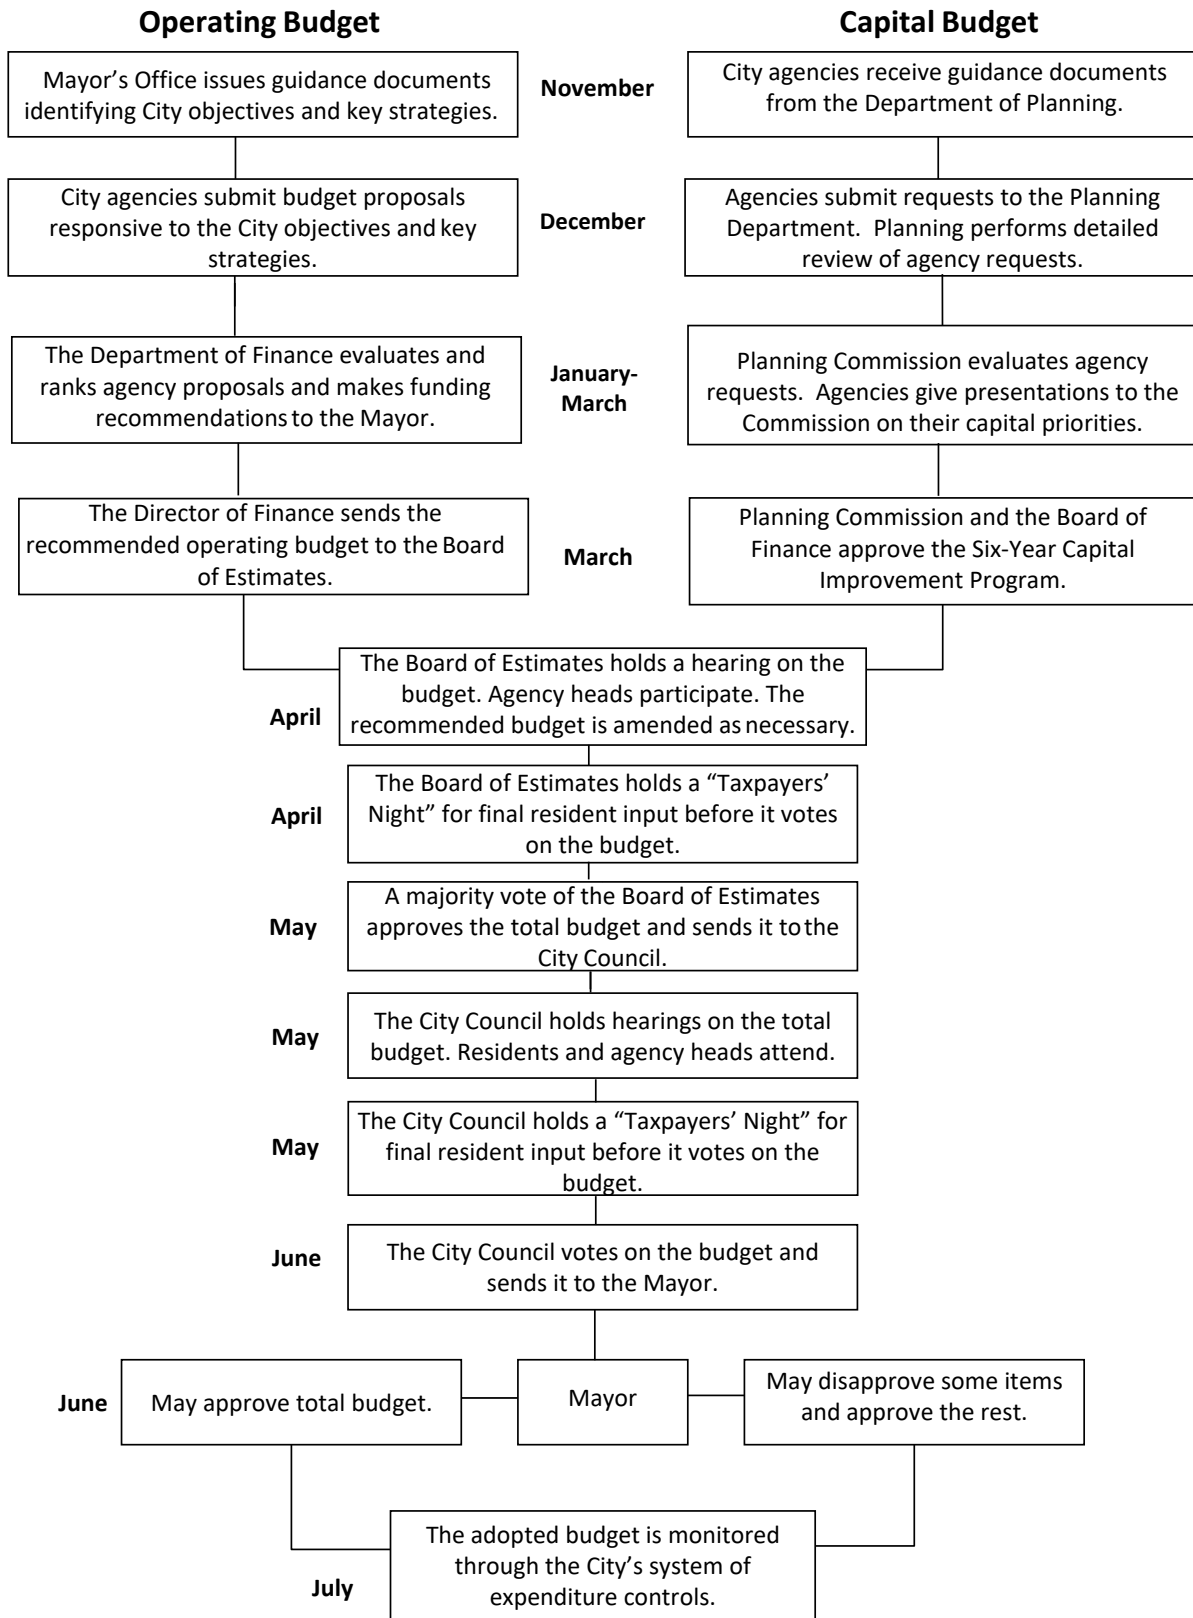 Operating Budget
Capital Budget
Mayor's Office issues guidance documents
identifying City objectives and key strategies.
November
City agencies receive guidance documents
from the Department of Planning.
City agencies submit budget proposals
responsive to the City objectives and key
strategies.
December
Agencies submit requests to the Planning
Department. Planning performs detailed
review of agency requests.
The Department of Finance evaluates and
ranks agency proposals and makes funding
recommendations to the Mayor.
January-
March
Planning Commission evaluates agency
requests. Agencies give presentations to the
Commission on their capital priorities.
The Director of Finance sends the
recommended operating budget to the Board
of Estimates.
March
Planning Commission and the Board of
Finance approve the Six-Year Capital
Improvement Program.
April
The Board of Estimates holds a hearing on the
budget. Agency heads participate. The
recommended budget is amended as necessary.
April
The Board of Estimates holds a “Taxpayers’
Night” for final resident input before it votes
on the budget.
May
A majority vote of the Board of Estimates
approves the total budget and sends it to the
City Council.
May
The City Council holds hearings on the total
budget. Residents and agency heads attend.
May
The City Council holds a “Taxpayers’ Night” for
final resident input before it votes on the
budget.
June
The City Council votes on the budget and
sends it to the Mayor.
June
May approve total budget.
Mayor
May disapprove some items
and approve the rest.
July
The adopted budget is monitored
through the City’s system of
expenditure controls.